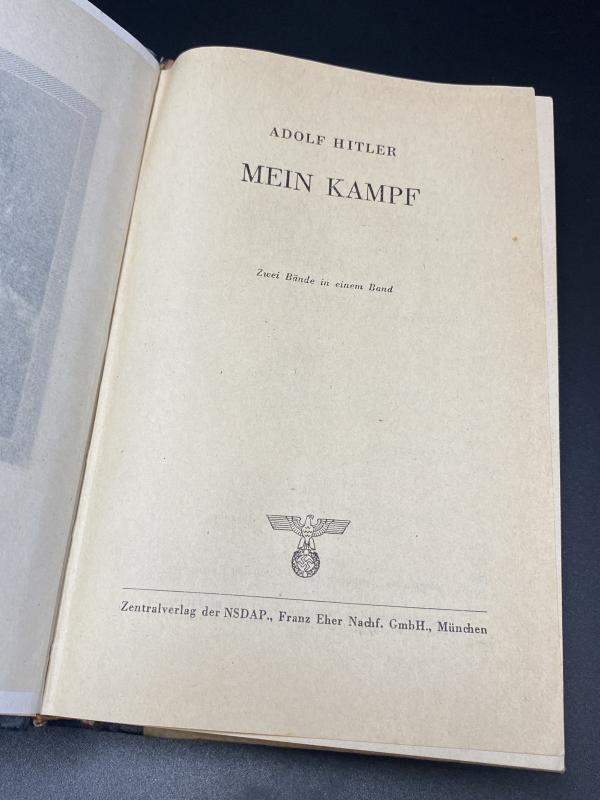 ADOLF HITLER
MEIN KAMPF
Zwei Bände in einem Band
Zentralverlag der NSDAP., Franz Eher Nachf. GmbH., München